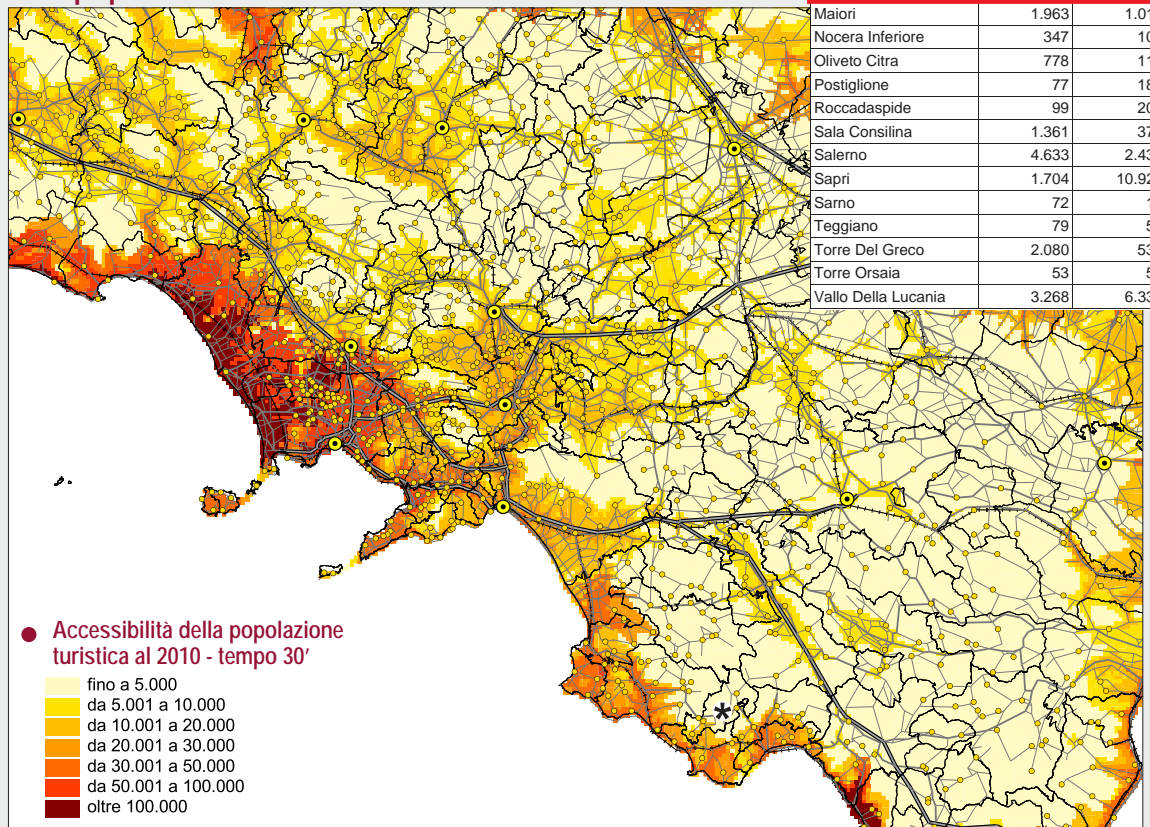 Maiori 1.963
Nocera Inferiore 347
Oliveto Citra 778
Postiglione 77
Roccadaspide 99
Sala Consilina 1.361
Salerno 4.633
Sapri 1.704
Sarno 72
Teggiano 79
Torre Del Greco 2.080
Torre Orsaia 53
Vallo Della Lucania 3.268
*
● Accessibilità della popolazione
turistica al 2010 - tempo 30'
fino a 5.000
da 5.001 a 10.000
da 10.001 a 20.000
da 20.001 a 30.000
da 30.001 a 50.000
da 50.001 a 100.000
oltre 100.000